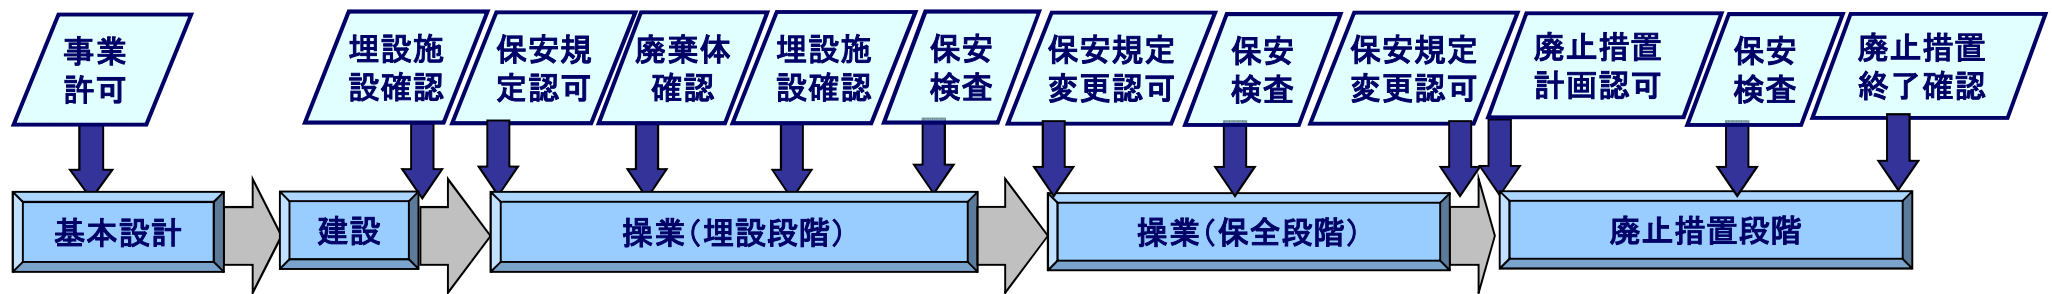 事業
許可
埋設施
設確認
保安規
定認可
廃棄体
確認
埋設施
設確認
保安
検査
保安規定
変更認可
保安
検査
保安規定
変更認可
廃止措置
計画認可
保安
検査
廃止措置
終了確認
基本設計
建設
操業(埋設段階)
操業(保全段階)
廃止措置段階